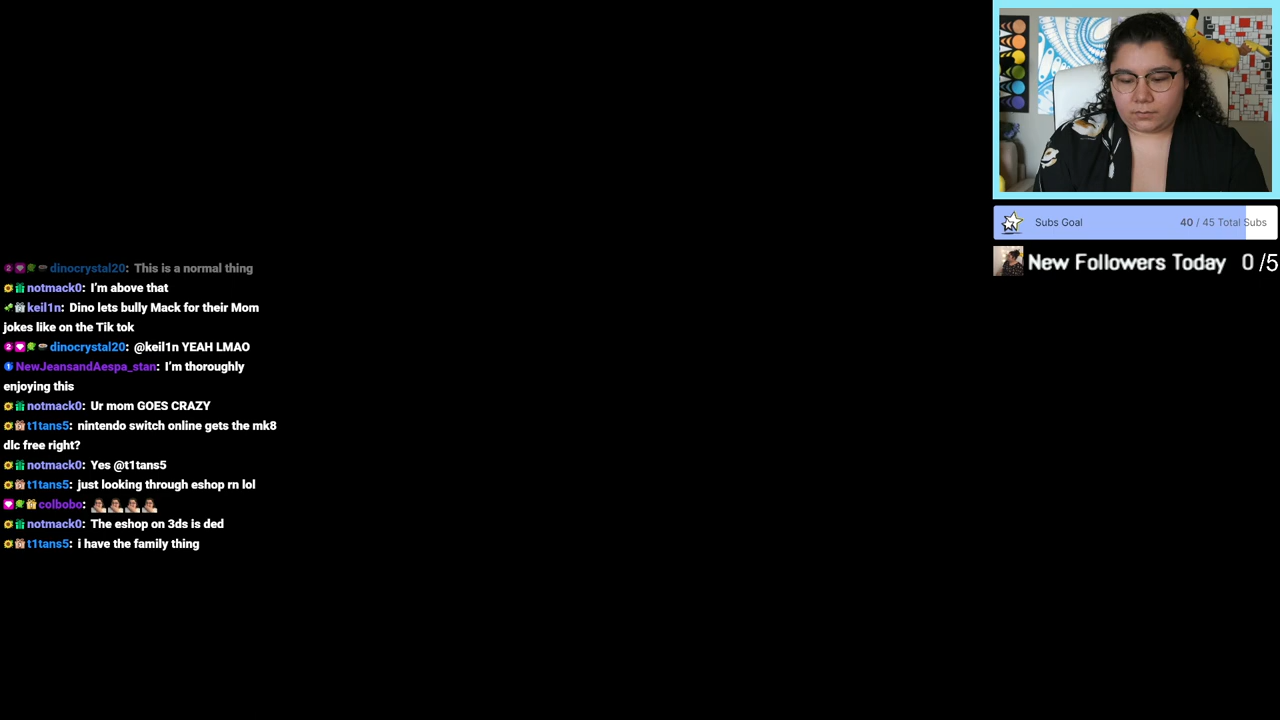 dinocrystal20: This is a normal thing
notmack0: I'm above that
keil1n: Dino lets bully Mack for their Mom
jokes like on the Tik tok
dinocrystal20: @keil1n YEAH LMAO
NewJeansandAespa_stan: I'm thoroughly
enjoying this
notmack0: Ur mom GOES CRAZY
t1tans5: nintendo switch online gets the mk8
dlc free right?
notmack0: Yes @t1tans5
t1tans5: just looking through eshop rn lol
colbobo:
notmack0: The eshop on 3ds is ded
t1tans5: i have the family thing
Subs Goal 40 / 45 Total Subs
New Followers Today 0 /5